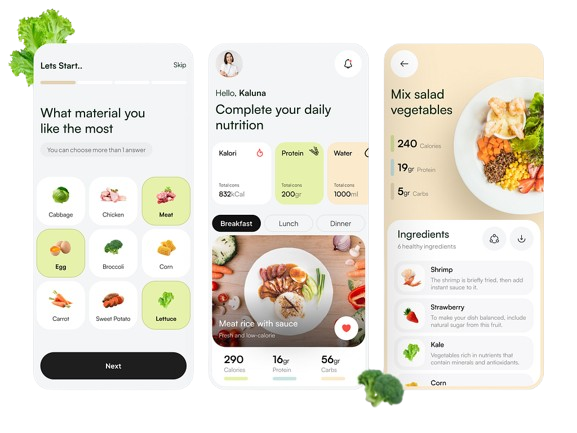 Lets Start..
Skip
What material you
like the most
You can choose more than 1 answer
Cabbage
Chicken
Meat
Egg
Broccoli
Corn
Carrot
Sweet Potato
Lettuce
Next
Hello, Kaluna
Complete your daily
nutrition
Kalori
Protein
Water
Total cons
Total cons
Total cons
832kCal
200gr
1000ml
Breakfast
Lunch
Dinner
Meat rice with sauce
Fresh and low-calorie
290
16gr
56gr
Calories
Protein
Carbs
Mix salad
vegetables
240 Calories
19gr Protein
5gr Carbs
Ingredients
6 healthy ingredients
Shrimp
The shrimp is briefly fried, then add
instant sauce to it.
Strawberry
To make your dish balanced, include
natural sugar from this fruit.
Kale
Vegetables rich in nutrients that
contain minerals and antioxidants.
Corn